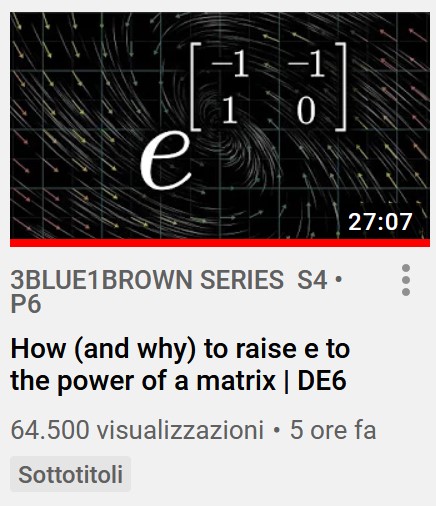 e
-1 -1
1 0
27:07
3BLUE1BROWN SERIES S4 •
P6
How (and why) to raise e to
the power of a matrix | DE6
64.500 visualizzazioni • 5 ore fa
Sottotitoli